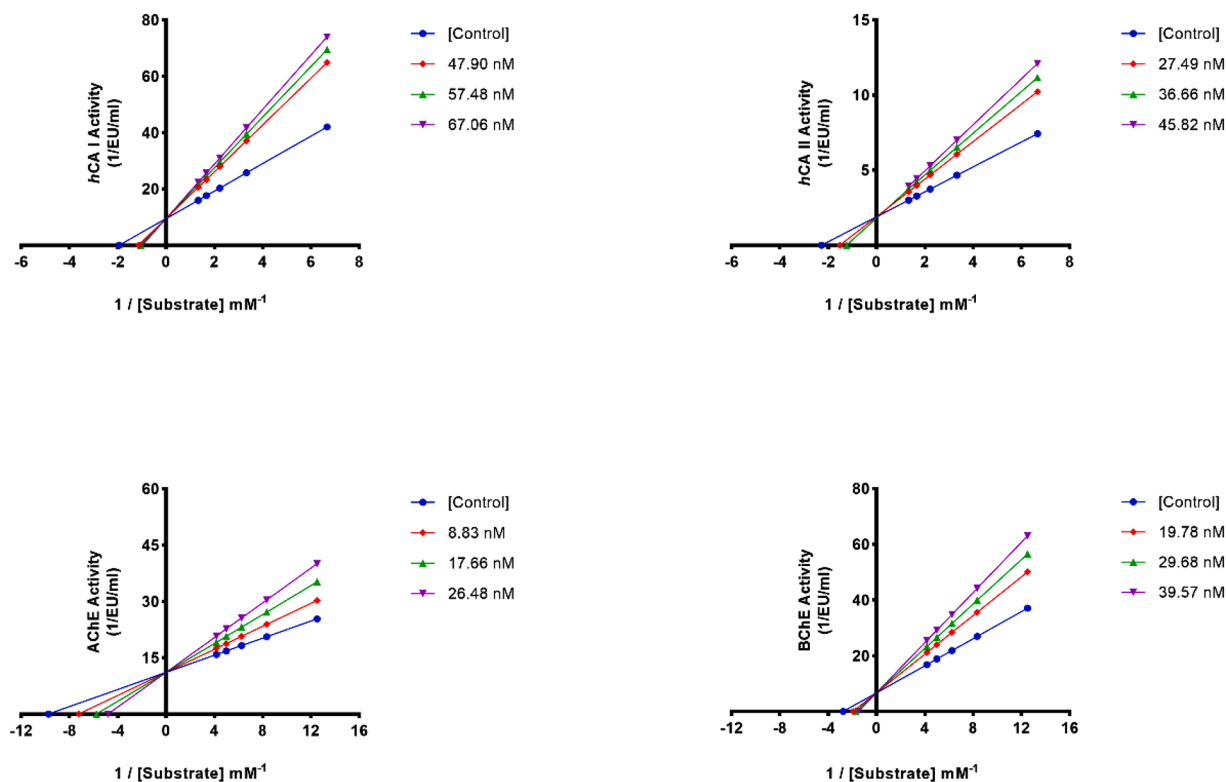 hCA I Activity
(1/EU/ml)
80
60
40
20
-6 -4 -2 0 2 4 6 8
1 / [Substrate] mM-1
[Control]
47.90 nM
57.48 nM
67.06 nM
hCA II Activity
(1/EU/ml)
15
10
5
-6 -4 -2 0 2 4 6 8
1 / [Substrate] mM-1
[Control]
27.49 nM
36.66 nM
45.82 nM
AChE Activity
(1/EU/ml)
60
45
30
15
-12 -8 -4 0 4 8 12 16
1 / [Substrate] mM-1
[Control]
8.83 nM
17.66 nM
26.48 nM
BChE Activity
(1/EU/ml)
80
60
40
20
-12 -8 -4 0 4 8 12 16
1 / [Substrate] mM-1
[Control]
19.78 nM
29.68 nM
39.57 nM